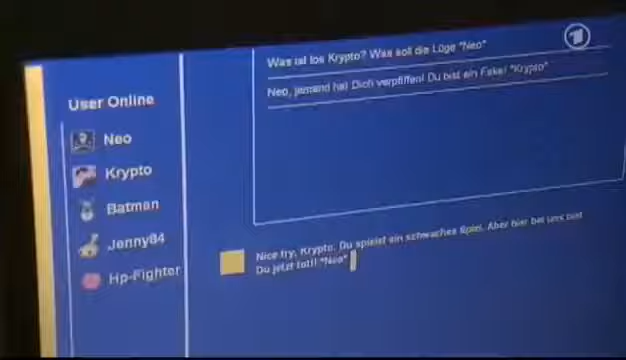 Was ist los Krypto? Was soll die Lüge "Neo"
Neo, jemand hat Dich verpfiffen! Du bist ein Fake! "Krypto"
User Online
Neo
Krypto
Batman
Jenny84
Hp-Fighter
Nice try, Krypto. Du spielst ein schwaches Spiel. Aber hier bei uns bist
Du jetzt tot!! "Neo"
1